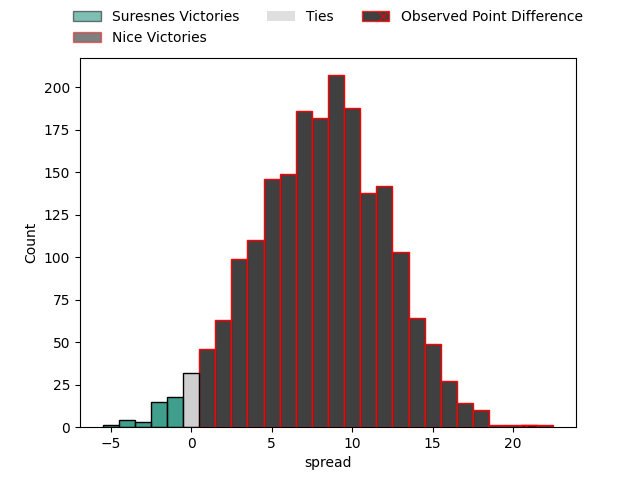 Suresnes Victories
Nice Victories
Ties
Observed Point Difference
200
175
150
125
100
75
50
25
0
Count
−5
0
5
10
15
20
spread